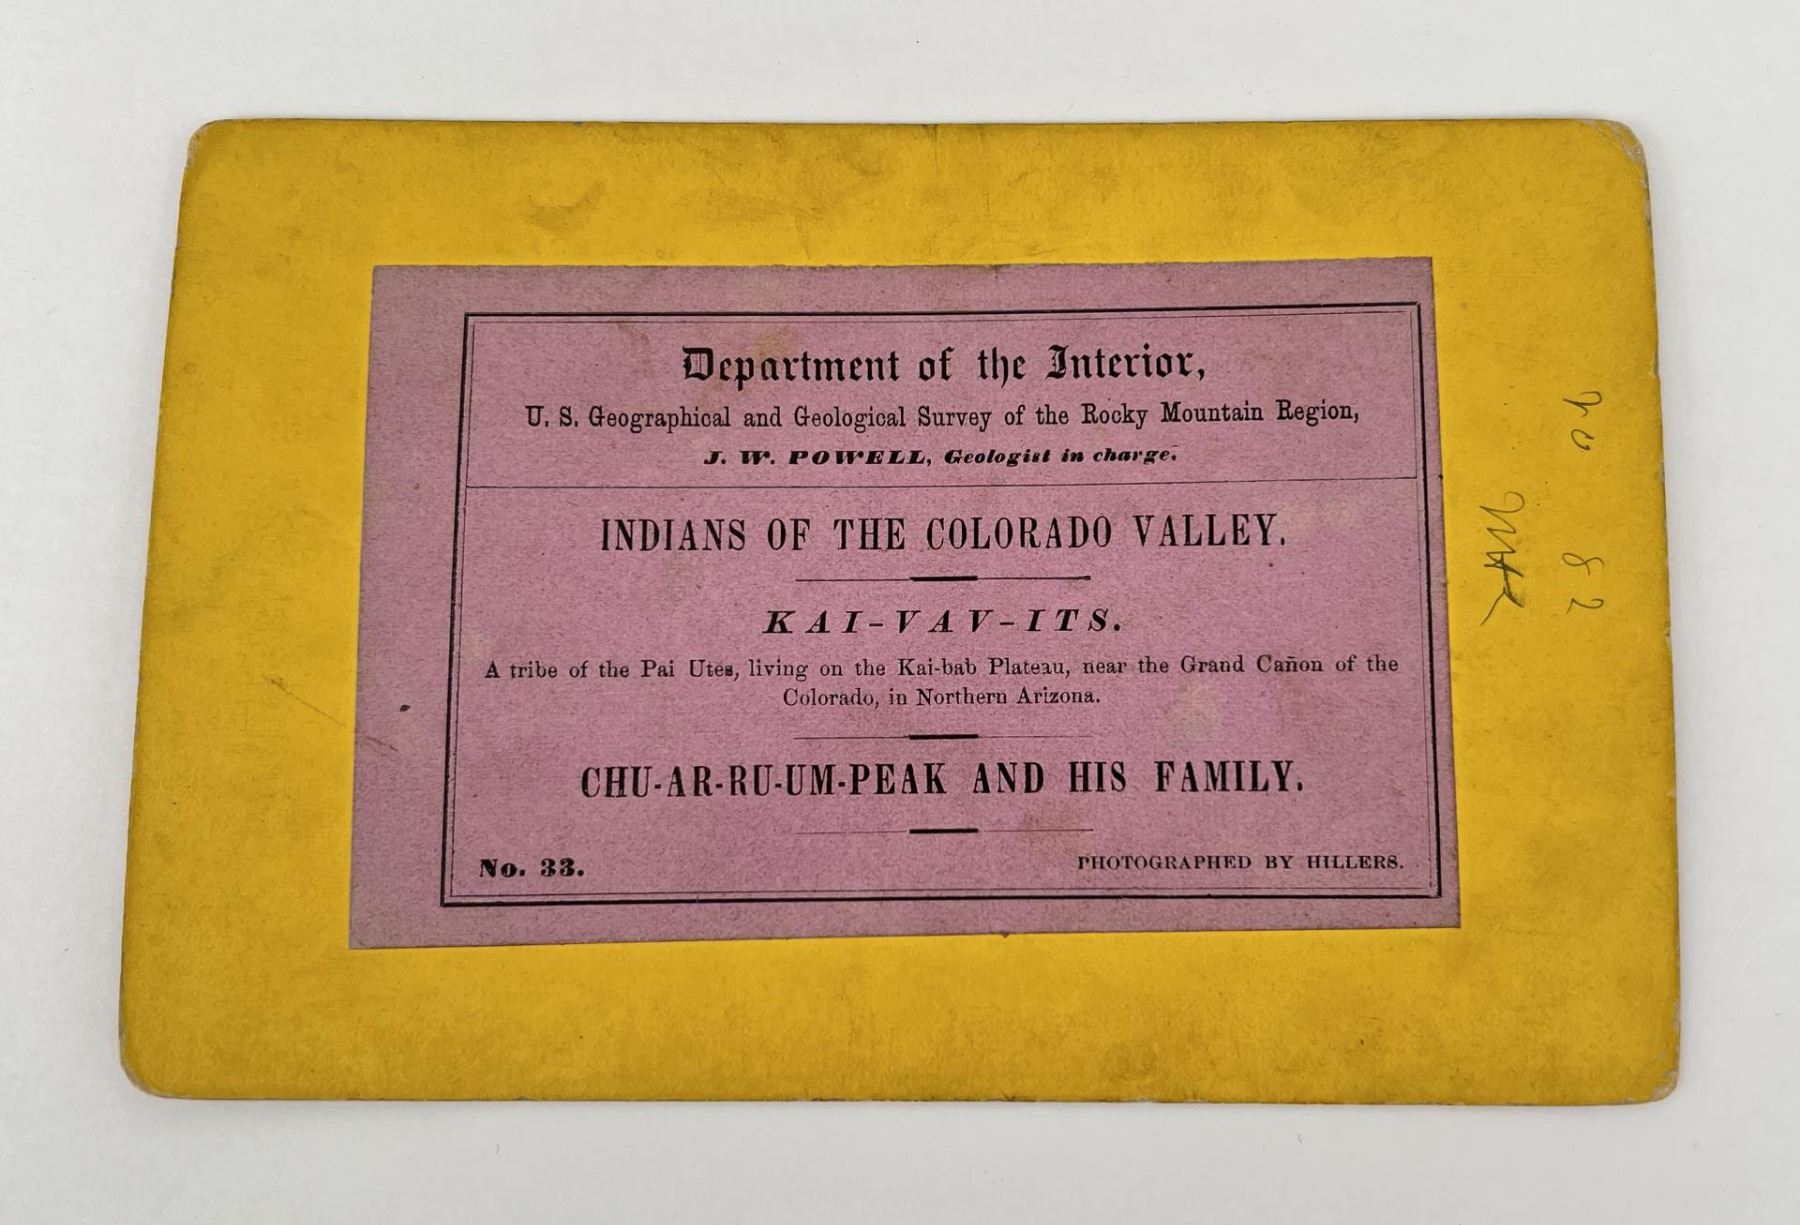 Department of the Interior,
U. S. Geographical and Geological Survey of the Rocky Mountain Region,
J. W. POWELL, Geologist in charge.
INDIANS OF THE COLORADO VALLEY.
KAI-VAV-ITS.
A tribe of the Pai Utes, living on the Kai-bab Plateau, near the Grand Cañon of the
Colorado, in Northern Arizona.
CHU-AR-RU-UM-PEAK AND HIS FAMILY.
No. 33.
PHOTOGRAPHED BY HILLERS.